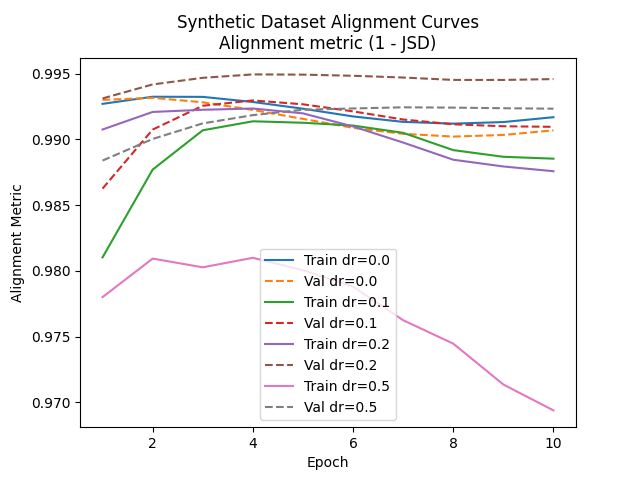 Synthetic Dataset Alignment Curves
Alignment metric (1 - JSD)
Alignment Metric
0.995
0.990
0.985
0.980
0.975
0.970
Train dr=0.0
Val dr=0.0
Train dr=0.1
Val dr=0.1
Train dr=0.2
Val dr=0.2
Train dr=0.5
Val dr=0.5
2
4
6
8
10
Epoch